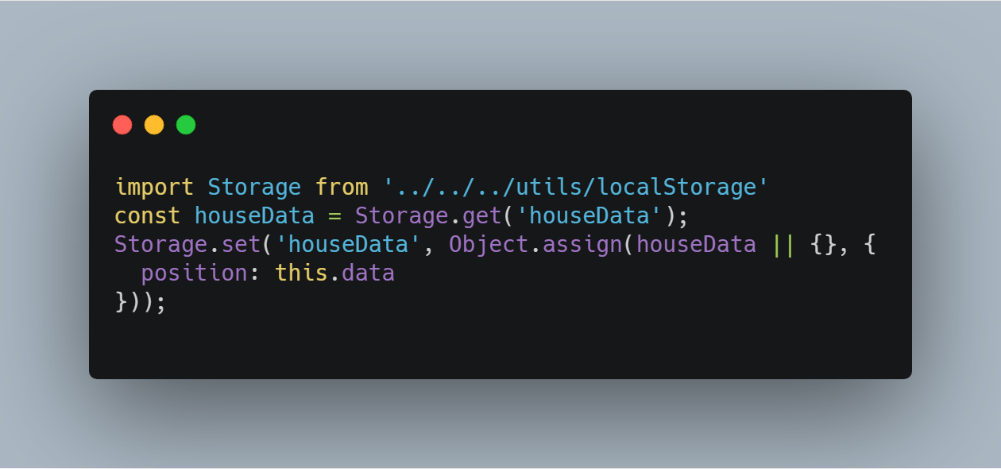 import Storage from '../../../utils/localStorage'
const houseData = Storage.get('houseData');
Storage.set('houseData', Object.assign(houseData || {}, {
  position: this.data
}));